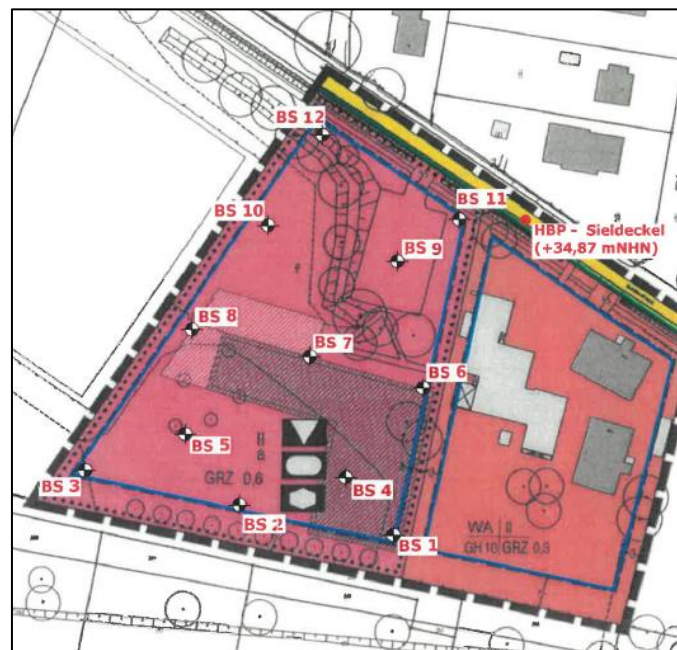 BS 12
BS 11
HBP - Sieldeckel
(+34,87 mNHN)
BS 10
BS 9
BS 8
BS 7
BS 6
BS 5
II
8
GRZ 0,6
BS 4
BS 3
BS 2
BS 1
WA II
GH 10 GRZ 0,3